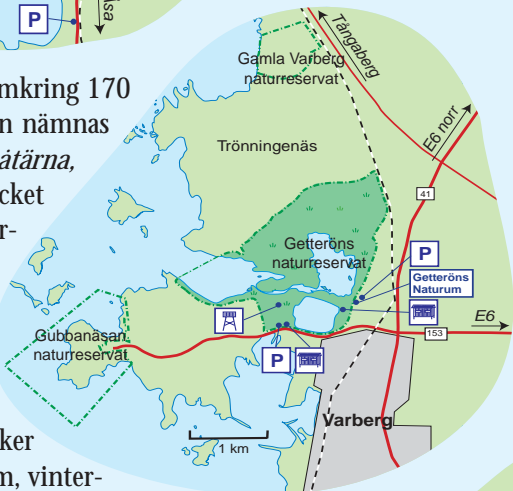 P
åsa
mkring 170
n nämnas
åtärna,
cket
r-
ker
m, vinter-
Gamla Varberg
naturreservat
Tångaberg
Trönningenäs
E6 norr
41
Getteröns
naturreservat
P
Getteröns
Naturum
Gubbanäsan
naturreservat
153
E6
P
Varberg
1 km